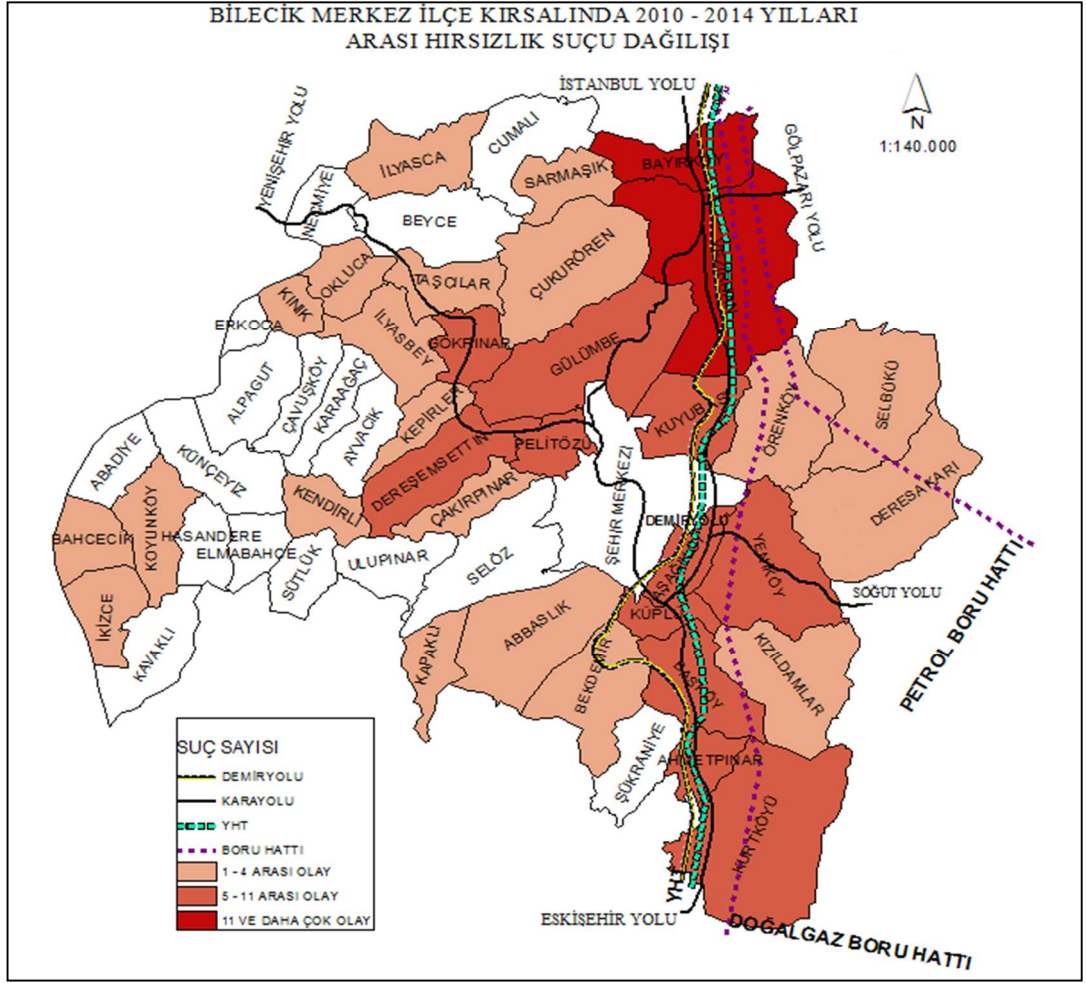 BİLECİK MERKEZ İLÇE KIRSALINDA 2010 - 2014 YILLARI
ARASI HIRSIZLIK SUÇU DAĞILIŞI
İSTANBUL YOLU
YENİŞEHİR YOLU
GÖLPAZARI YOLU
N
1:140.000
CUMALI
İLYASCA
SARMAŞIK
BAYIRKÖY
NECMİYE
BEYCE
ÇUKURÖREN
OKLUCA
TAŞCILAR
KINIK
İLYASBEY
ERKOCA
GÖKPINAR
GÜLÜMBE
ALPAGUT
ÇAVUŞKÖY
KARAAĞAÇ
AYVACIK
KEPİRLER
KUYUBAŞI
ÖRENKÖY
SELBÜKÜ
ABADİYE
KÜNÇEYİZ
DEREŞEMSETTİN
PELİTÖZÜ
ŞEHİR MERKEZİ
DERESAKARI
KENDİRLİ
ÇAKIRPINAR
BAHCECİK
KOYUNKÖY
HASANDERE
ELMABAHÇE
SÜTLÜK
ULUPINAR
SELÖZ
DEMİRYOLU
YENİKÖY
SÖĞÜT YOLU
PETROL BORU HATTI
İKİZCE
KAVAKLI
KAPAKLI
ABBASLIK
BEKDEMİR
KÜPLÜ
BAŞKÖY
KIZILDAMLAR
ŞÜKRANİYE
AHMETPINAR
KURTKÖYÜ
YHT
ESKİŞEHİR YOLU
DOĞALGAZ BORU HATTI
SUÇ SAYISI
DEMİRYOLU
KARAYOLU
YHT
BORU HATTI
1 - 4 ARASI OLAY
5 - 11 ARASI OLAY
11 VE DAHA ÇOK OLAY